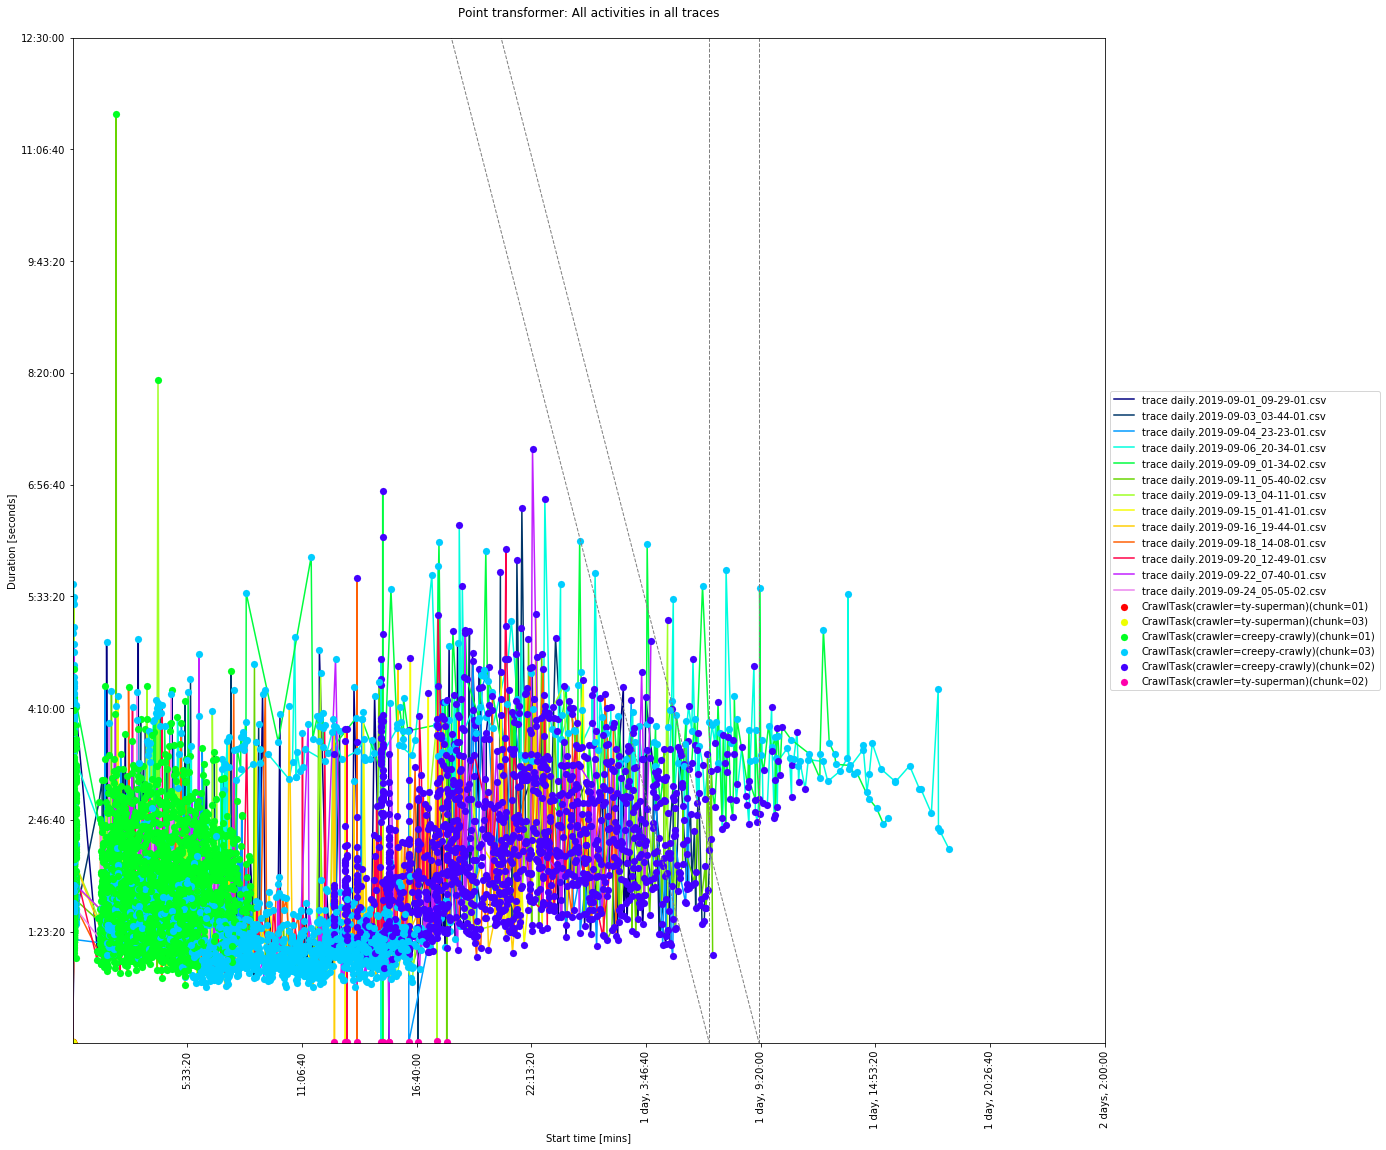 Point transformer: All activities in all traces
12:30:00
11:06:40
9:43:20
8:20:00
6:56:40
5:33:20
4:10:00
2:46:40
1:23:20
Duration [seconds]
5:33:20
11:06:40
16:40:00
22:13:20
1 day, 3:46:40
1 day, 9:20:00
1 day, 14:53:20
1 day, 20:26:40
2 days, 2:00:00
Start time [mins]
trace daily.2019-09-01_09-29-01.csv
trace daily.2019-09-03_03-44-01.csv
trace daily.2019-09-04_23-23-01.csv
trace daily.2019-09-06_20-34-01.csv
trace daily.2019-09-09_01-34-02.csv
trace daily.2019-09-11_05-40-02.csv
trace daily.2019-09-13_04-11-01.csv
trace daily.2019-09-15_01-41-01.csv
trace daily.2019-09-16_19-44-01.csv
trace daily.2019-09-18_14-08-01.csv
trace daily.2019-09-20_12-49-01.csv
trace daily.2019-09-22_07-40-01.csv
trace daily.2019-09-24_05-05-02.csv
CrawlTask(crawler=ty-superman)(chunk=01)
CrawlTask(crawler=ty-superman)(chunk=03)
CrawlTask(crawler=creepy-crawly)(chunk=01)
CrawlTask(crawler=creepy-crawly)(chunk=03)
CrawlTask(crawler=creepy-crawly)(chunk=02)
CrawlTask(crawler=ty-superman)(chunk=02)